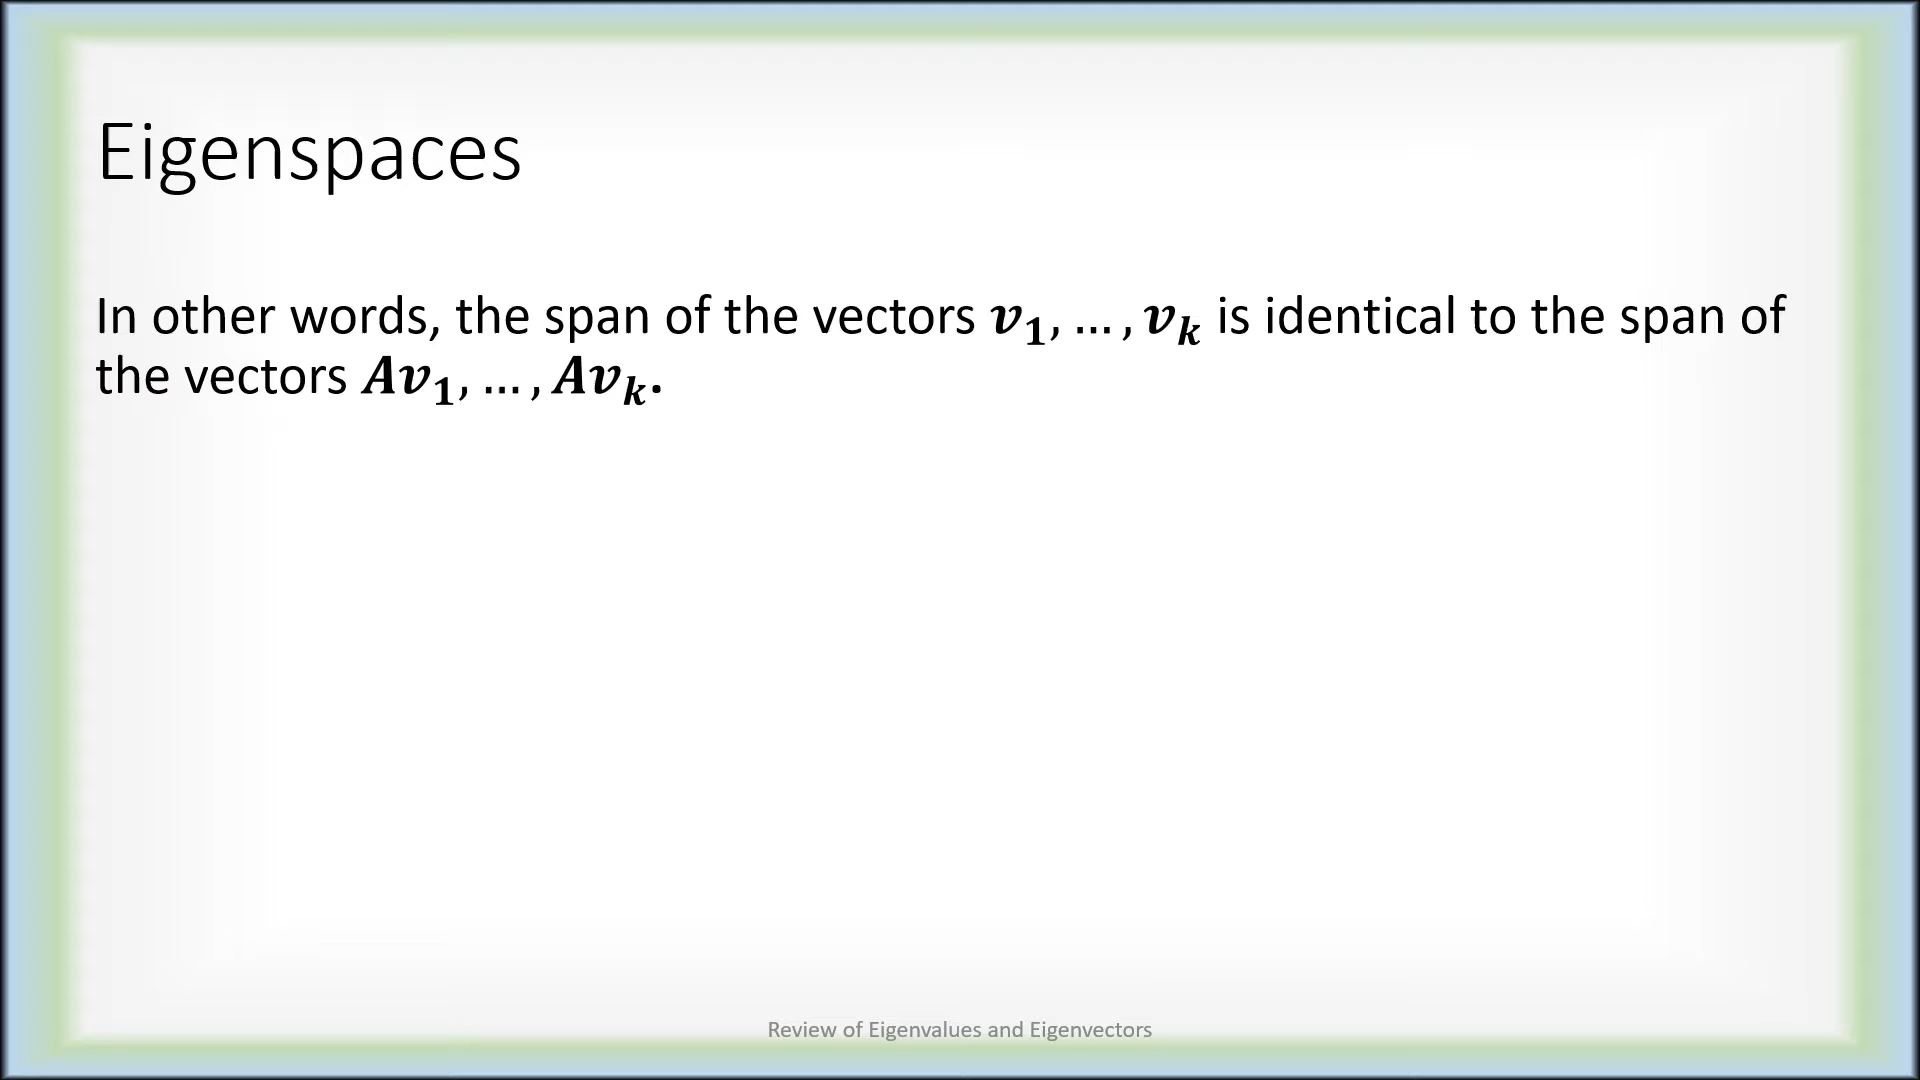 Eigenspaces
In other words, the span of the vectors 𝒗𝟏, … , 𝒗𝒌 is identical to the span of
the vectors 𝑨𝒗𝟏, … , 𝑨𝒗𝒌.
Review of Eigenvalues and Eigenvectors